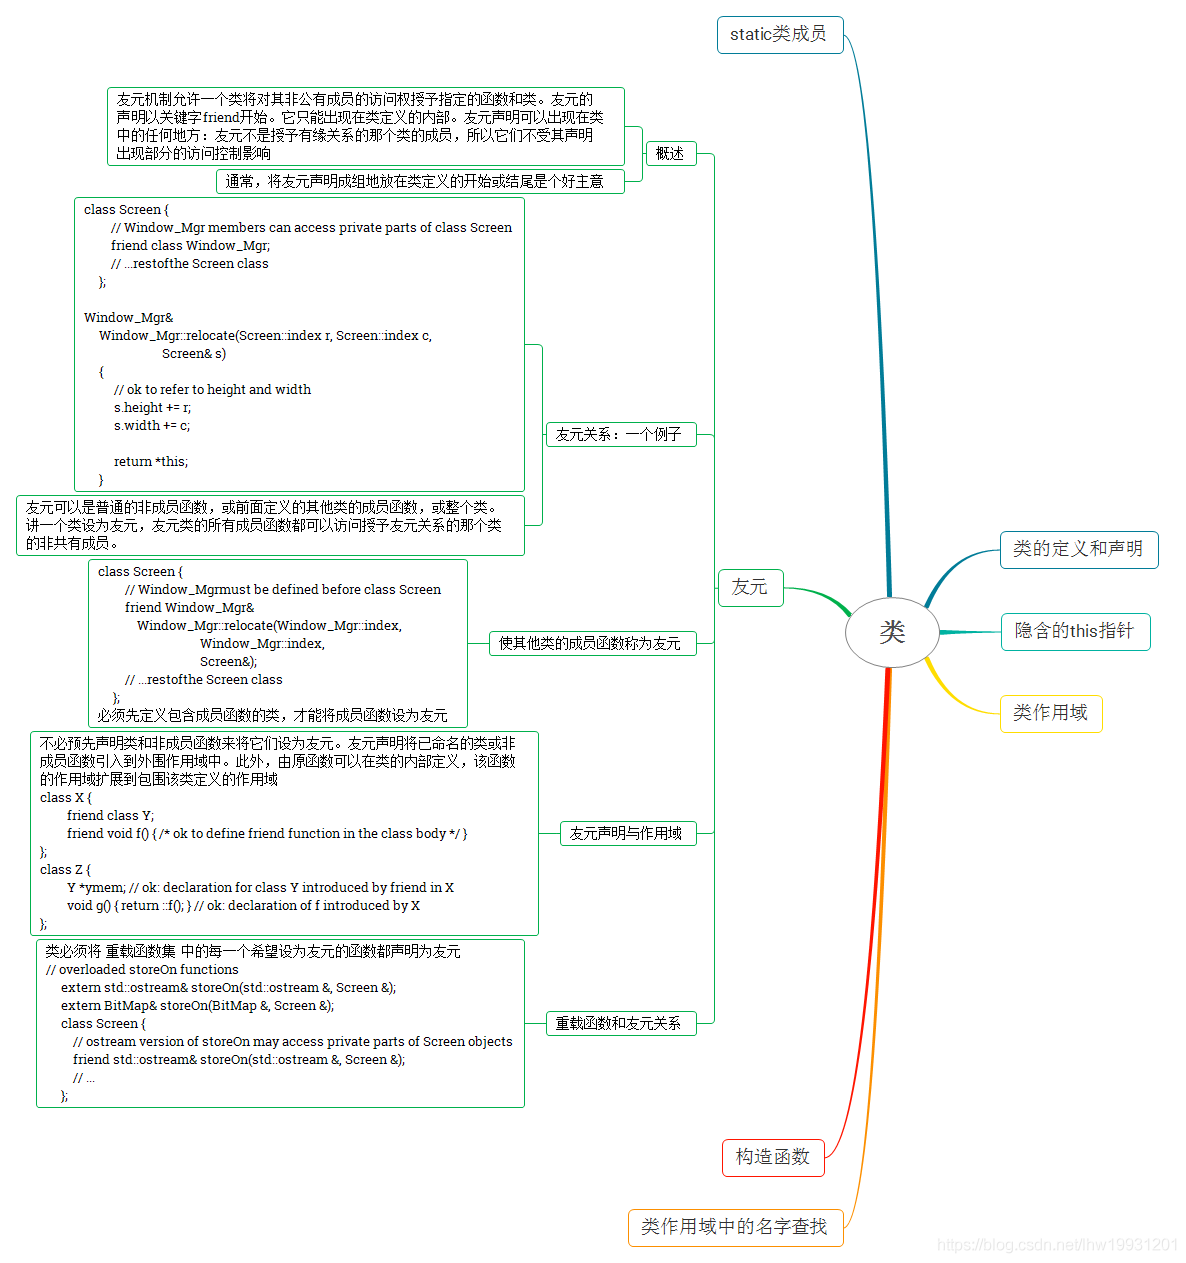 static类成员
友元机制允许一个类将对其非公有成员的访问权授予指定的函数和类。友元的
声明以关键字friend开始。它只能出现在类定义的内部。友元声明可以出现在类
中的任何地方：友元不是授予有缘关系的那个类的成员，所以它们不受其声明
出现部分的访问控制影响
概述
通常，将友元声明成组地放在类定义的开始或结尾是个好主意
class Screen {
// Window_Mgr members can access private parts of class Screen
friend class Window_Mgr;
// ...restofthe Screen class
};
Window_Mgr&
Window_Mgr::relocate(Screen::index r, Screen::index c,
Screen& s)
{
// ok to refer to height and width
s.height += r;
s.width += c;
return *this;
}
友元关系：一个例子
友元可以是普通的非成员函数，或前面定义的其他类的成员函数，或整个类。
讲一个类设为友元，友元类的所有成员函数都可以访问授予友元关系的那个类
的非共有成员。
class Screen {
// Window_Mgrmust be defined before class Screen
friend Window_Mgr&
Window_Mgr::relocate(Window_Mgr::index,
Window_Mgr::index,
Screen&);
// ...restofthe Screen class
};
必须先定义包含成员函数的类，才能将成员函数设为友元
使其他类的成员函数称为友元
友元
不必预先声明类和非成员函数来将它们设为友元。友元声明将已命名的类或非
成员函数引入到外围作用域中。此外，由原函数可以在类的内部定义，该函数
的作用域扩展到包围该类定义的作用域
class X {
friend class Y;
friend void f() { /* ok to define friend function in the class body */ }
};
class Z {
Y *ymem; // ok: declaration for class Y introduced by friend in X
void g() { return ::f(); } // ok: declaration of f introduced by X
};
友元声明与作用域
类必须将 重载函数集 中的每一个希望设为友元的函数都声明为友元
// overloaded storeOn functions
extern std::ostream& storeOn(std::ostream &, Screen &);
extern BitMap& storeOn(BitMap &, Screen &);
class Screen {
// ostream version of storeOn may access private parts of Screen objects
friend std::ostream& storeOn(std::ostream &, Screen &);
// ...
};
重载函数和友元关系
类
类的定义和声明
隐含的this指针
类作用域
构造函数
类作用域中的名字查找
https://blog.csdn.net/ihw19931201